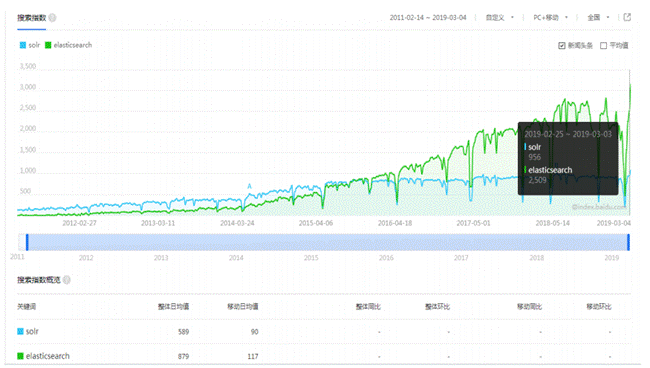 搜索指数 ? 2011-02-14 ~ 2019-03-04 自定义 PC+移动 全国
solr elasticsearch 新闻头条 平均值
3,500
3,000
2,500
2,000
1,500
1,000
500
A
2019-02-25 ~ 2019-03-03
solr
956
elasticsearch
2,509
@index.baidu.com
2012-02-27 2013-03-11 2014-03-24 2015-04-06 2016-04-18 2017-05-01 2018-05-14 2019-03-04
2011 2012 2013 2014 2015 2016 2017 2018 2019
搜索指数概览 ?
关键词 整体日均值 移动日均值 整体同比 整体环比 移动同比 移动环比
solr 589 90 - - - -
elasticsearch 879 117 - - - -